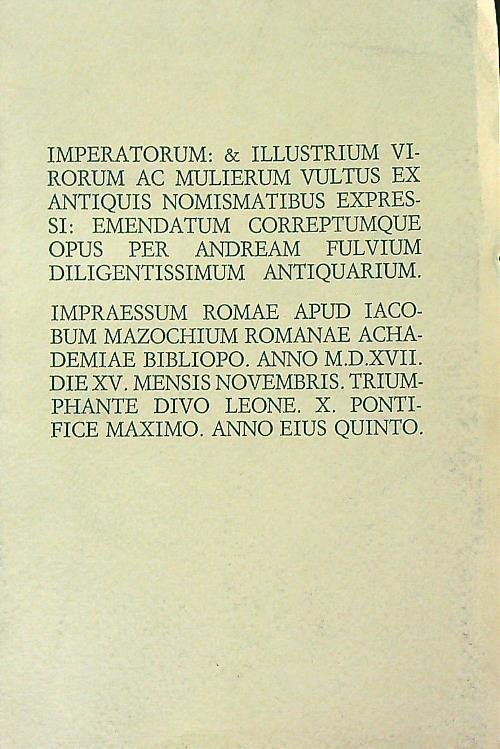 IMPERATORUM: & ILLUSTRIUM VI-
RORUM AC MULIERUM VULTUS EX
ANTIQUIS NOMISMATIBUS EXPRES-
SI: EMENDATUM CORREPTUMQUE
OPUS PER ANDREAM FULVIUM
DILIGENTISSIMUM ANTIQUARIUM.
IMPRAESSUM ROMAE APUD IACO-
BUM MAZOCHIUM ROMANAE ACHA-
DEMIAE BIBLIOPO. ANNO M.D.XVII.
DIE XV. MENSIS NOVEMBRIS. TRIUM-
PHANTE DIVO LEONE. X. PONTI-
FICE MAXIMO. ANNO EIUS QUINTO.